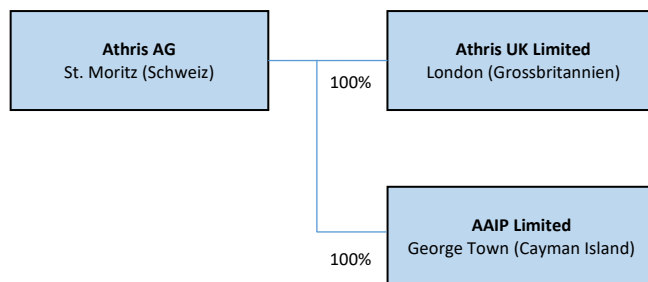 Athris AG
St. Moritz (Schweiz)
Athris UK Limited
London (Grossbritannien)
100%
AAIP Limited
George Town (Cayman Island)
100%